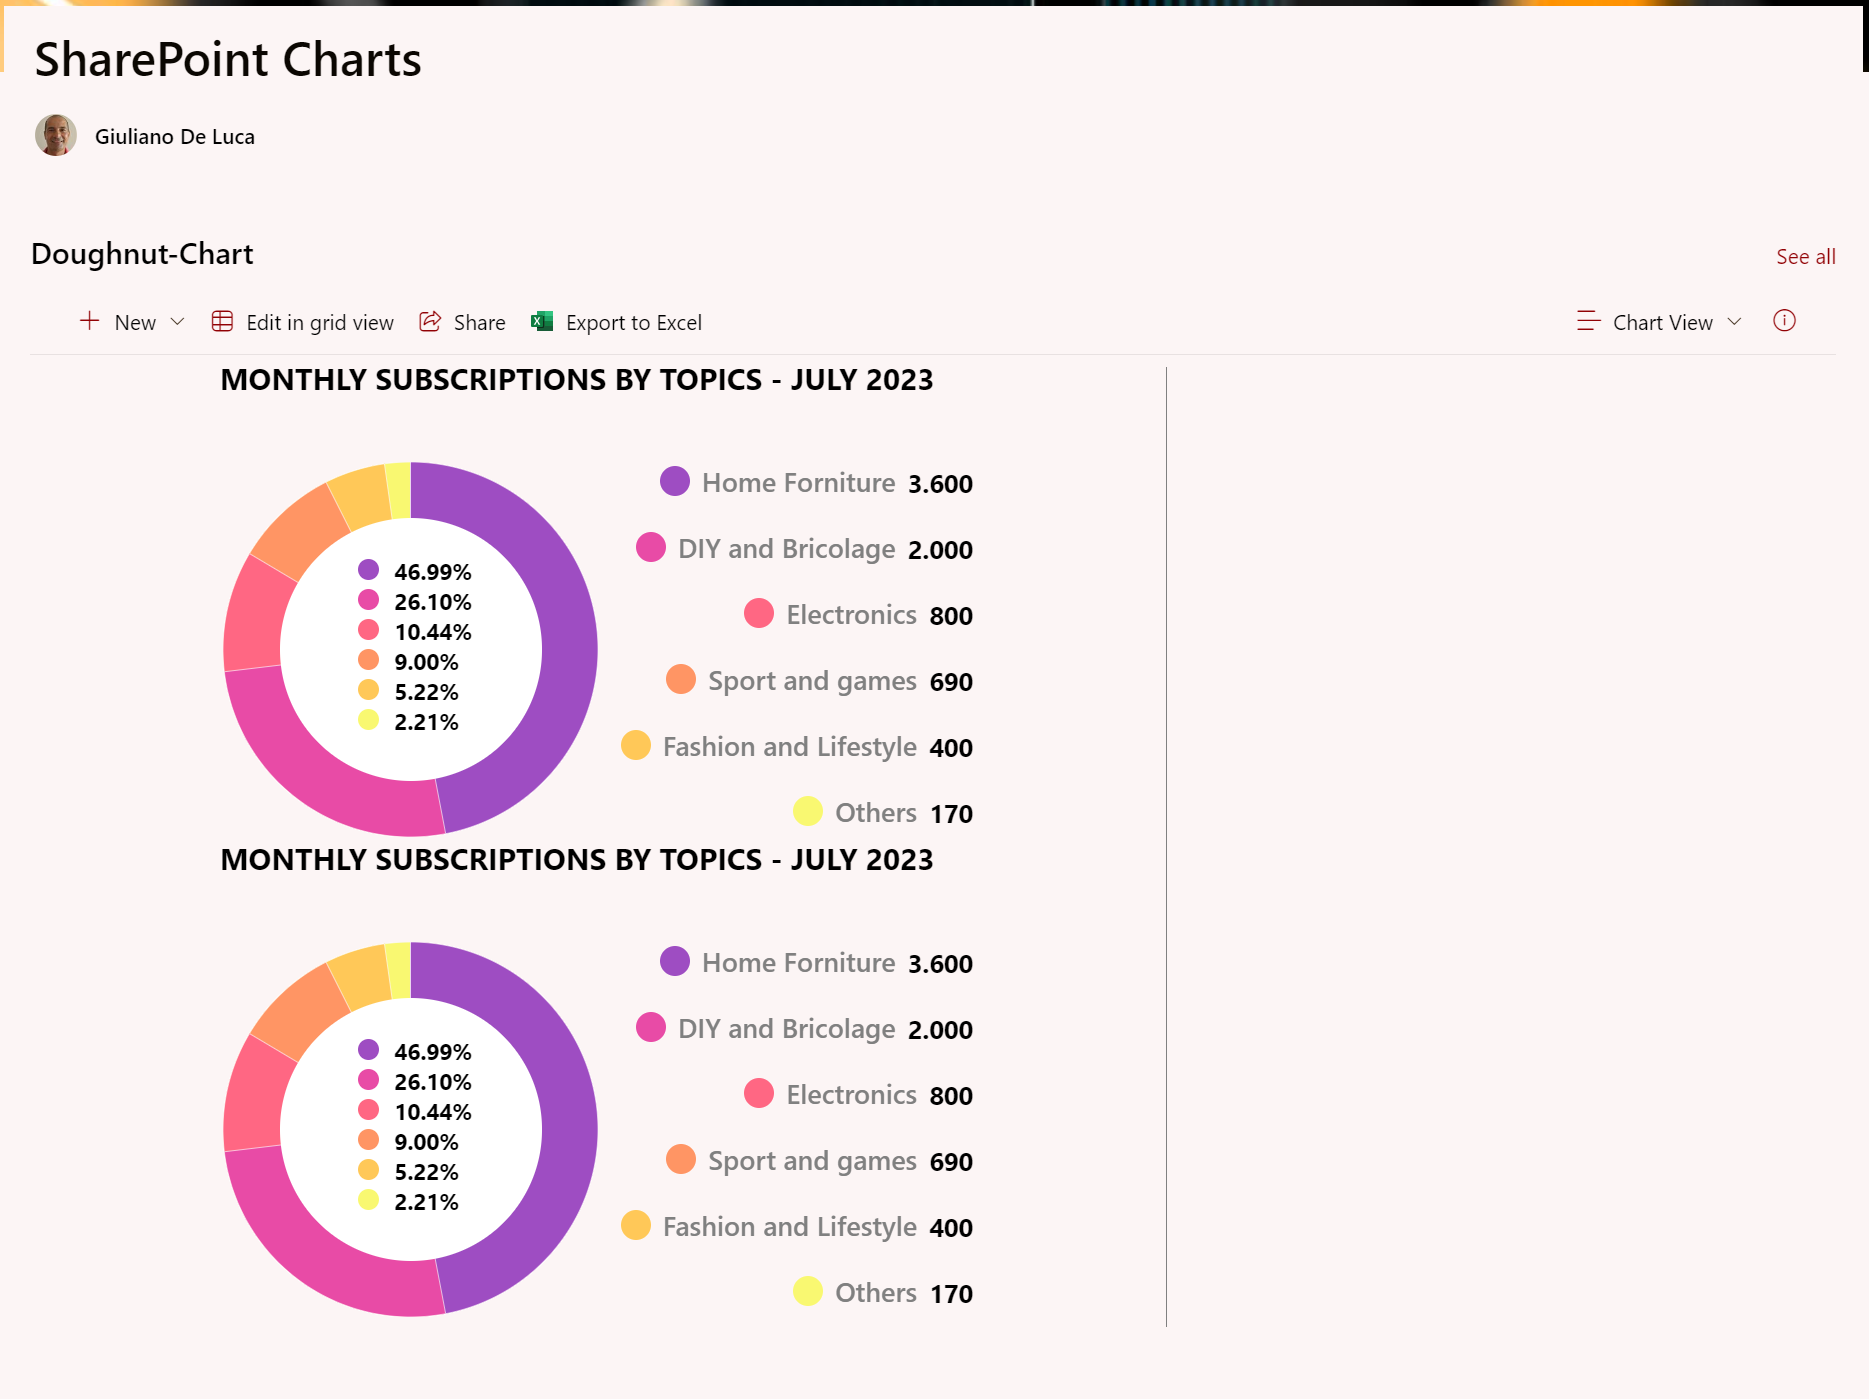 SharePoint Charts
Giuliano De Luca
Doughnut-Chart
See all
New
Edit in grid view
Share
Export to Excel
Chart View
MONTHLY SUBSCRIPTIONS BY TOPICS - JULY 2023
46.99%
26.10%
10.44%
9.00%
5.22%
2.21%
Home Forniture 3.600
DIY and Bricolage 2.000
Electronics 800
Sport and games 690
Fashion and Lifestyle 400
Others 170
MONTHLY SUBSCRIPTIONS BY TOPICS - JULY 2023
46.99%
26.10%
10.44%
9.00%
5.22%
2.21%
Home Forniture 3.600
DIY and Bricolage 2.000
Electronics 800
Sport and games 690
Fashion and Lifestyle 400
Others 170